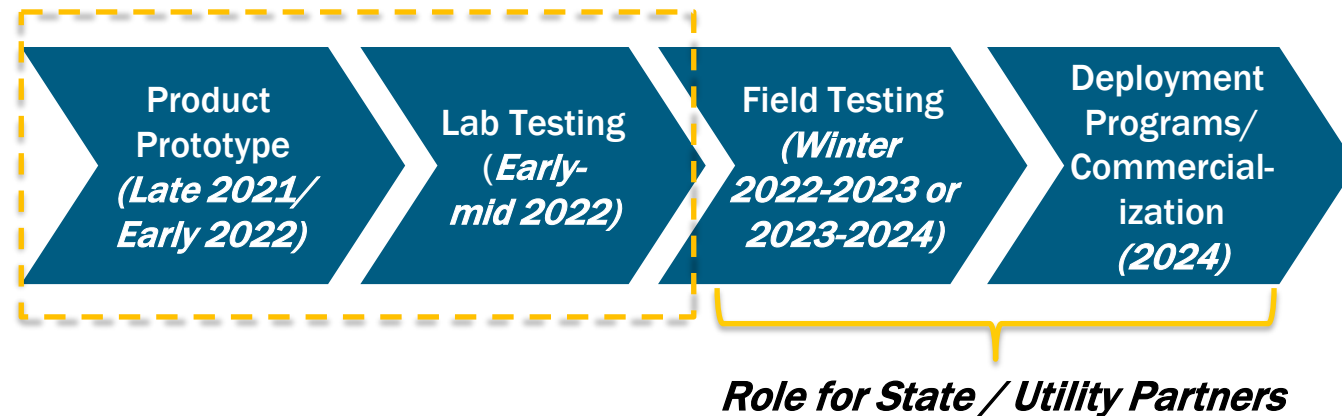 Product
Prototype
(Late 2021/
Early 2022)
Lab Testing
(Early-
mid 2022)
Field Testing
(Winter
2022-2023 or
2023-2024)
Deployment
Programs/
Commercial-
ization
(2024)
Role for State / Utility Partners